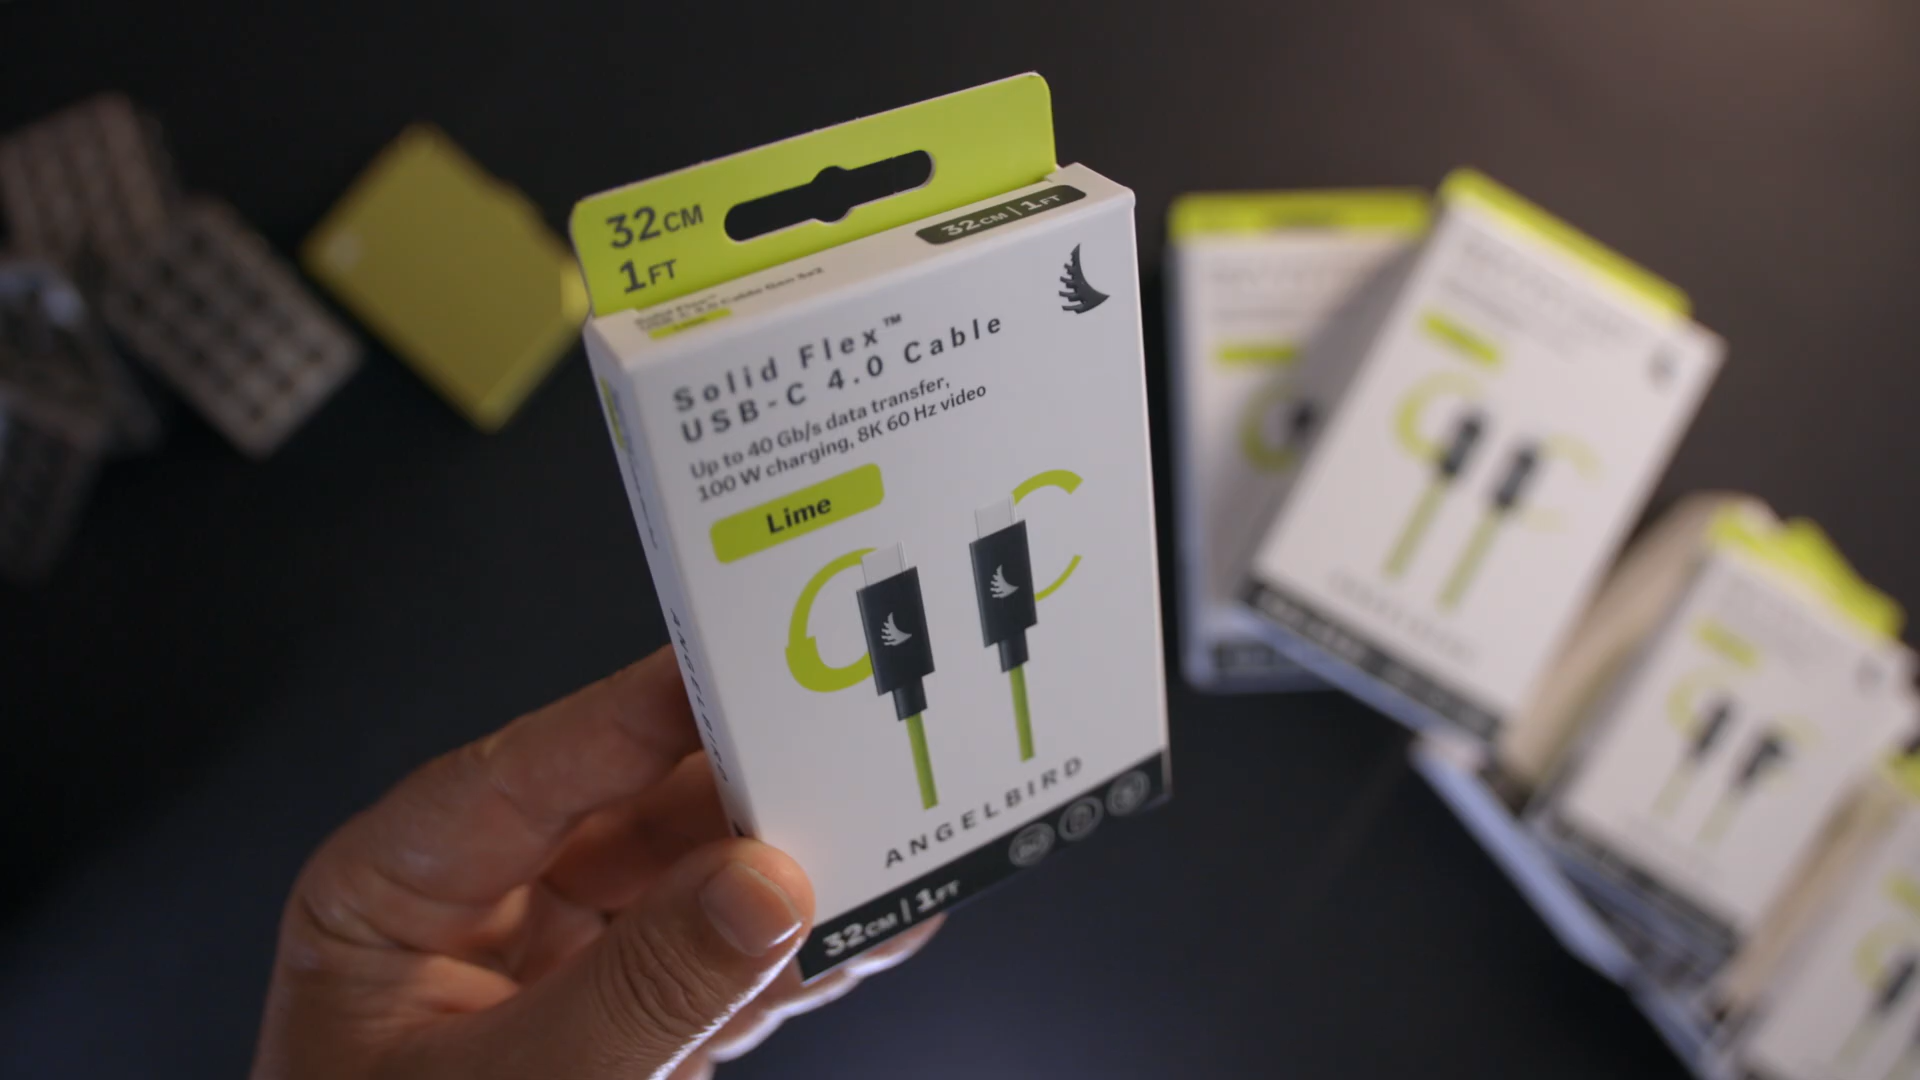 32CM
1FT
32CM | 1FT
Solid Flex™
USB-C 4.0 Cable
Up to 40 Gb/s data transfer,
100 W charging, 8K 60 Hz video
Lime
ANGELBIRD
32CM | 1FT
ANGELBIRD